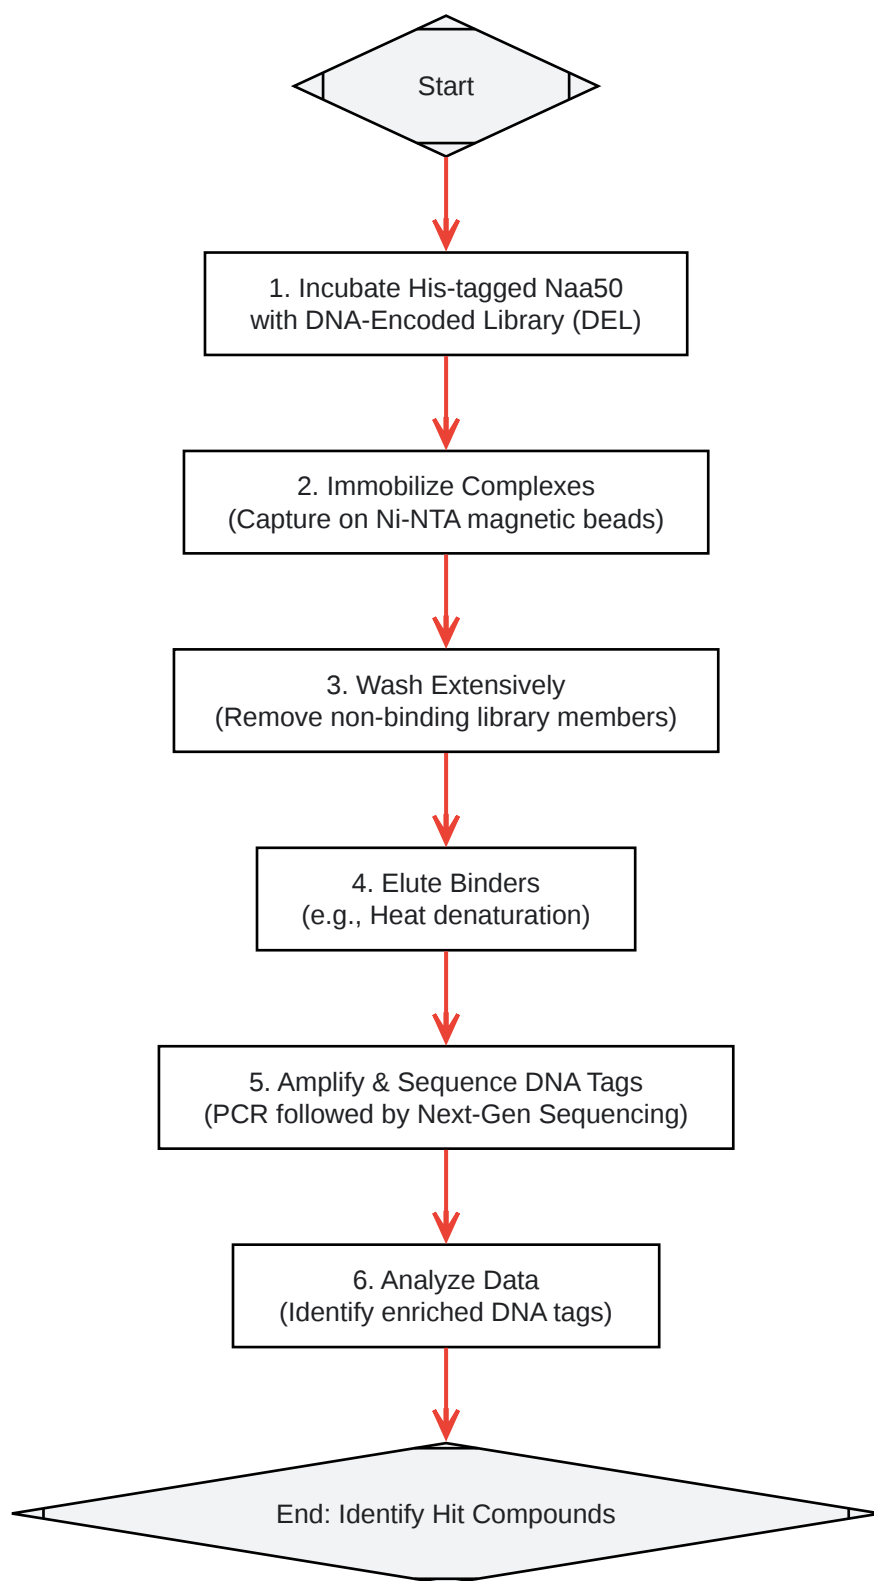 Start
1. Incubate His-tagged Naa50
with DNA-Encoded Library (DEL)
2. Immobilize Complexes
(Capture on Ni-NTA magnetic beads)
3. Wash Extensively
(Remove non-binding library members)
4. Elute Binders
(e.g., Heat denaturation)
5. Amplify & Sequence DNA Tags
(PCR followed by Next-Gen Sequencing)
6. Analyze Data
(Identify enriched DNA tags)
End: Identify Hit Compounds